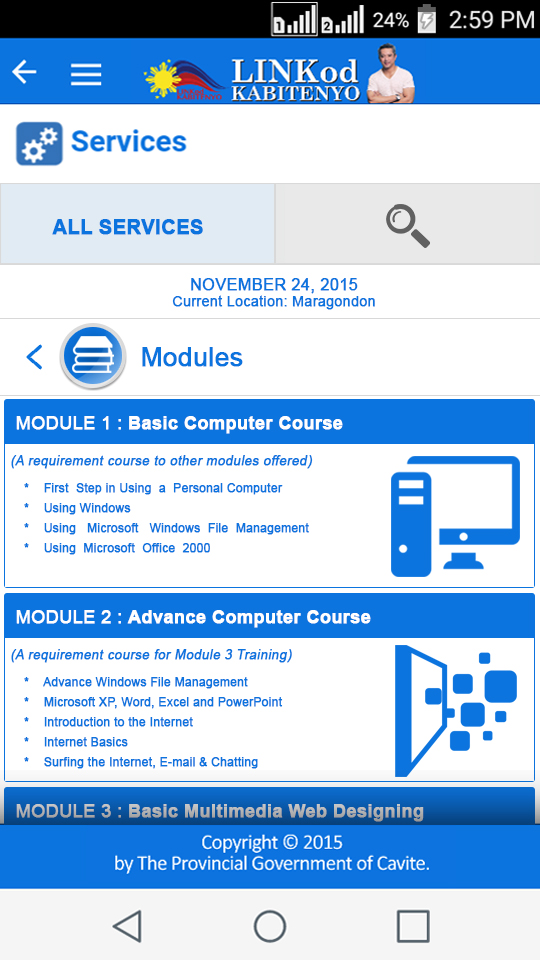 1 2 24% 2:59 PM
LINKod
KABITENYO
Services
ALL SERVICES
NOVEMBER 24, 2015
Current Location: Maragondon
Modules
MODULE 1 : Basic Computer Course
(A requirement course to other modules offered)
* First Step in Using a Personal Computer
* Using Windows
* Using Microsoft Windows File Management
* Using Microsoft Office 2000
MODULE 2 : Advance Computer Course
(A requirement course for Module 3 Training)
* Advance Windows File Management
* Microsoft XP, Word, Excel and PowerPoint
* Introduction to the Internet
* Internet Basics
* Surfing the Internet, E-mail & Chatting
MODULE 3 : Basic Multimedia Web Designing
Copyright © 2015
by The Provincial Government of Cavite.